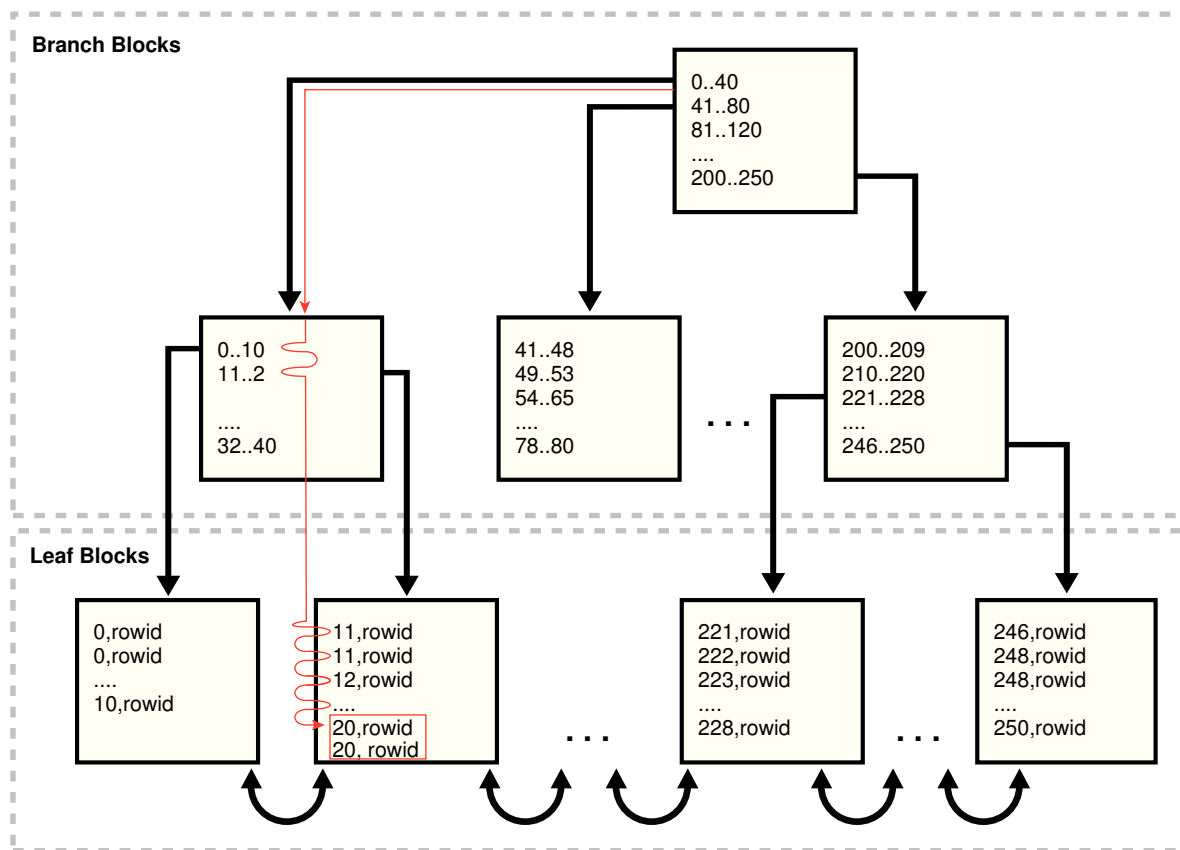 Branch Blocks
0..40
41..80
81..120
....
200..250
0..10
11..2
....
32..40
41..48
49..53
54..65
....
78..80
. . .
200..209
210..220
221..228
....
246..250
Leaf Blocks
0,rowid
0,rowid
....
10,rowid
11,rowid
11,rowid
12,rowid
....
20,rowid
20, rowid
. . .
221,rowid
222,rowid
223,rowid
....
228,rowid
. . .
246,rowid
248,rowid
248,rowid
....
250,rowid